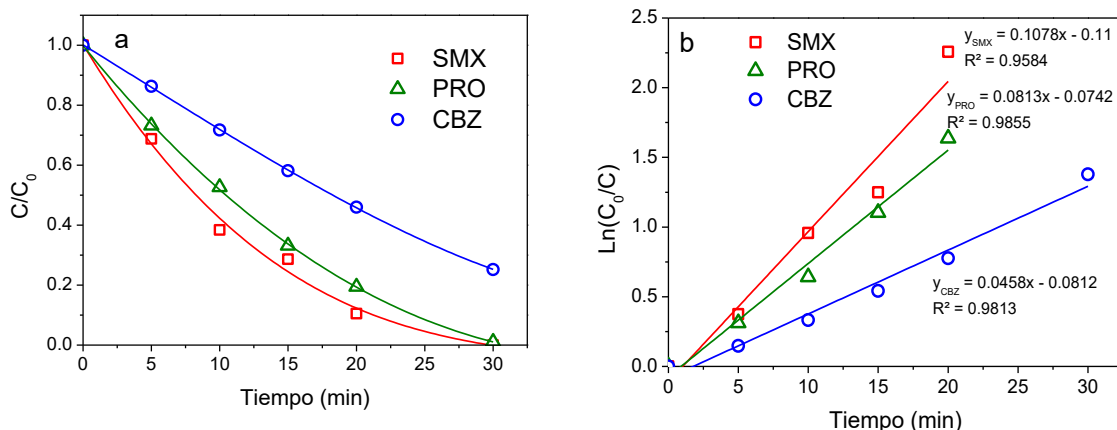 a
SMX
PRO
CBZ
C/C0
1.0
0.8
0.6
0.4
0.2
0.0
0 5 10 15 20 25 30
Tiempo (min)
b
SMX
PRO
CBZ
ySMX = 0.1078x - 0.11
R² = 0.9584
yPRO = 0.0813x - 0.0742
R² = 0.9855
yCBZ = 0.0458x - 0.0812
R² = 0.9813
Ln(C0/C)
2.5
2.0
1.5
1.0
0.5
0.0
0 5 10 15 20 25 30
Tiempo (min)